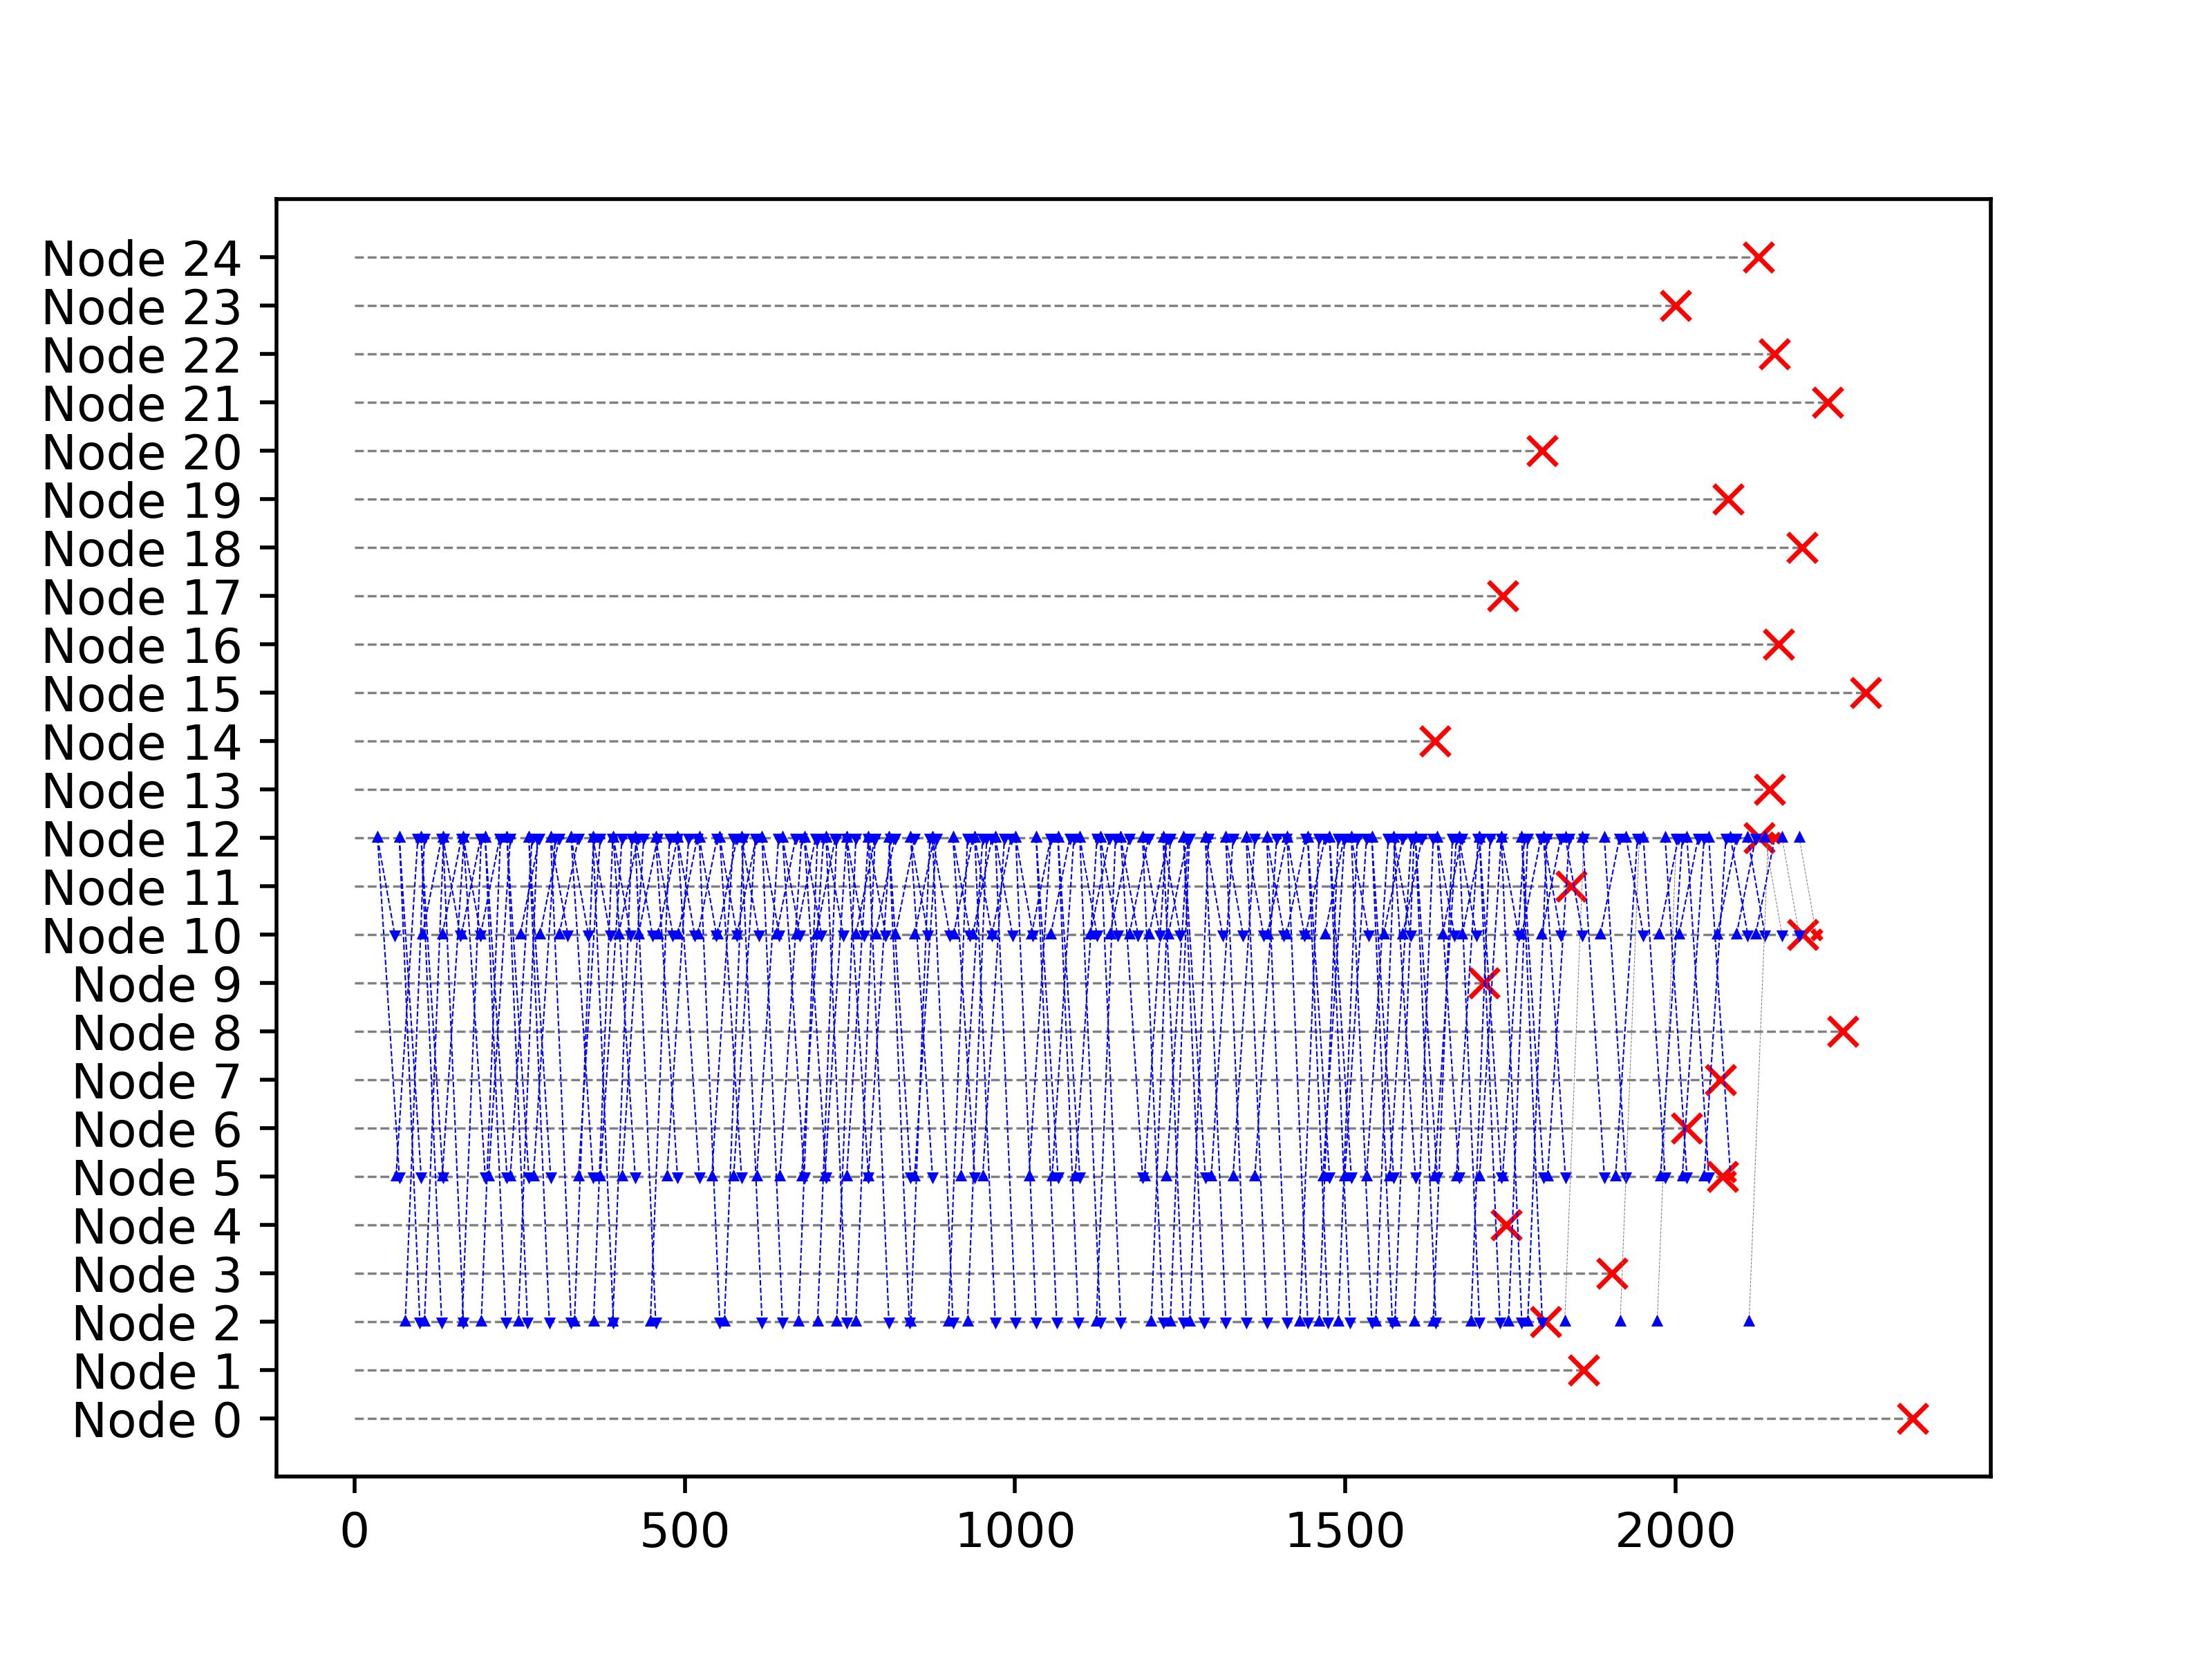 Node 24
Node 23
Node 22
Node 21
Node 20
Node 19
Node 18
Node 17
Node 16
Node 15
Node 14
Node 13
Node 12
Node 11
Node 10
Node 9
Node 8
Node 7
Node 6
Node 5
Node 4
Node 3
Node 2
Node 1
Node 0
0 500 1000 1500 2000